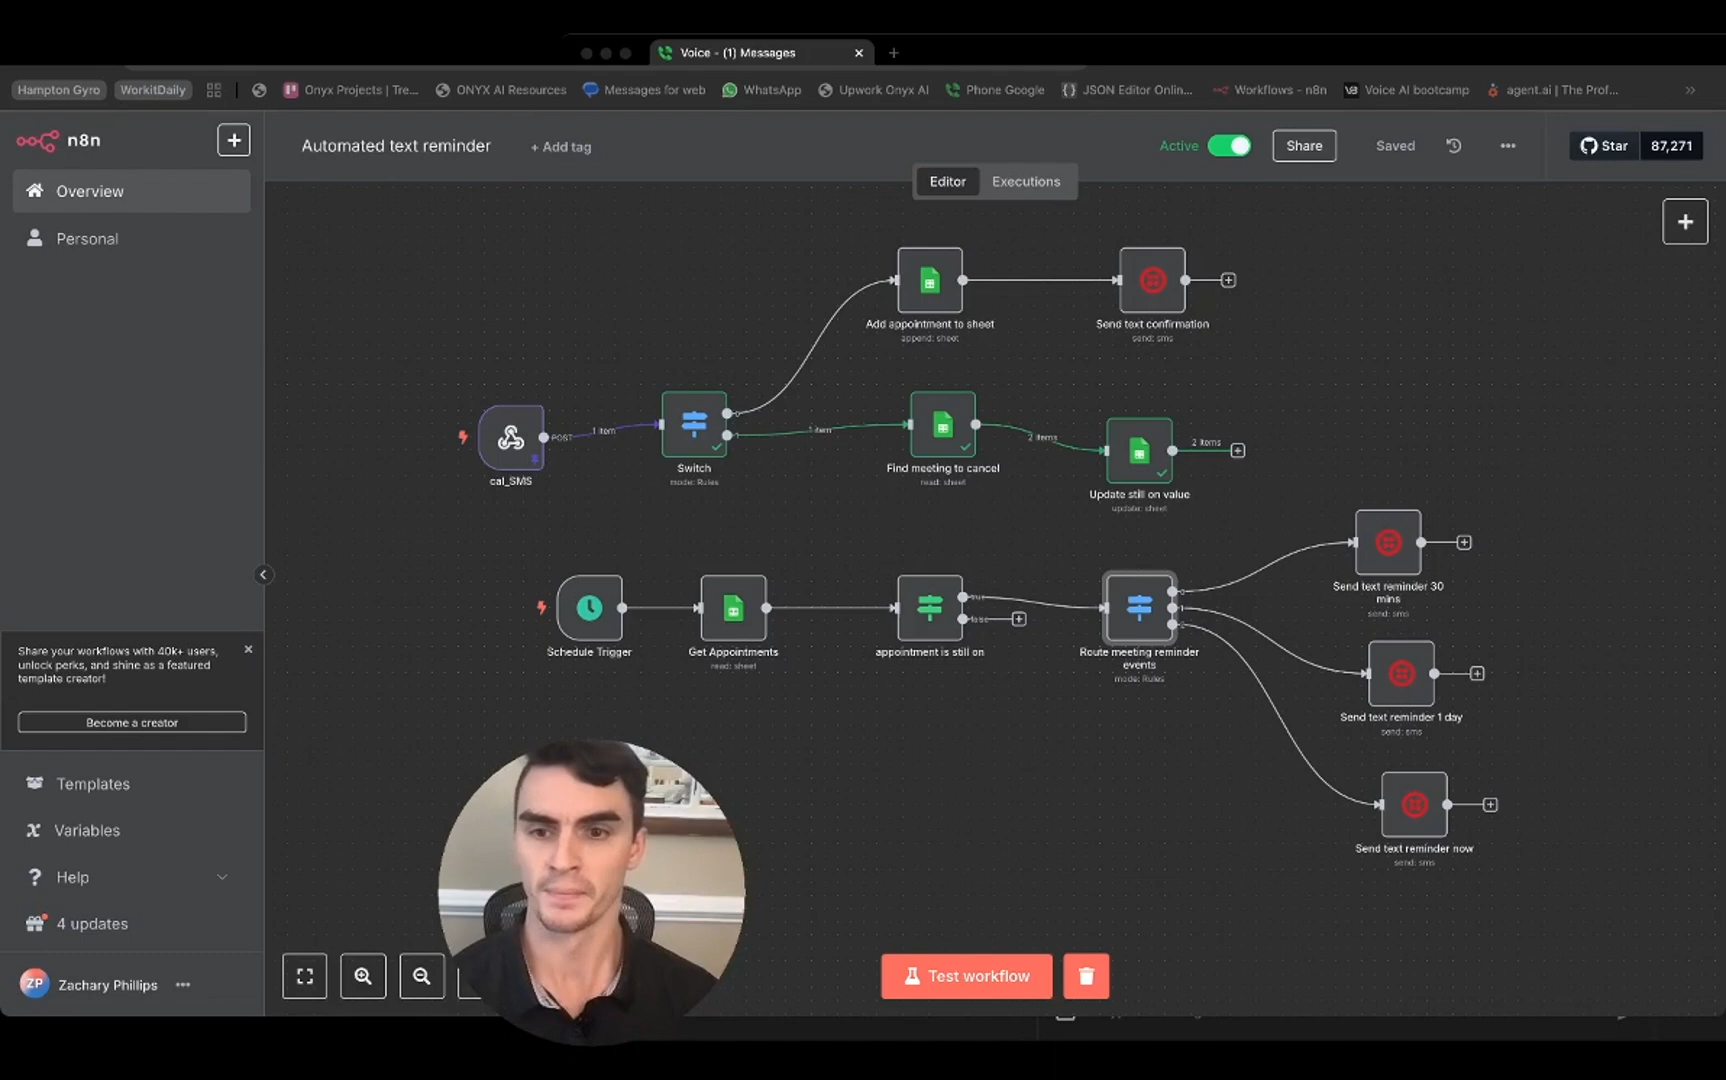 Voice - (1) Messages
Hampton Gyro
WorkitDaily
Onyx Projects | Tre...
ONYX AI Resources
Messages for web
WhatsApp
Upwork Onyx AI
Phone Google
JSON Editor Onlin...
Workflows - n8n
VB
Voice AI bootcamp
agent.ai | The Prof...
n8n
Automated text reminder
+ Add tag
Active
Share
Saved
Star
87,271
Editor
Executions
Overview
Personal
Add appointment to sheet
append: sheet
Send text confirmation
send: sms
POST
1 item
1 item
2 items
2 items
cal_SMS
Switch
mode: Rules
Find meeting to cancel
read: sheet
Update still on value
update: sheet
Schedule Trigger
Get Appointments
read: sheet
true
false
appointment is still on
0
1
2
Route meeting reminder
events
mode: Rules
Send text reminder 30
mins
send: sms
Send text reminder 1 day
send: sms
Send text reminder now
send: sms
Share your workflows with 40k+ users,
unlock perks, and shine as a featured
template creator!
Become a creator
Templates
Variables
Help
4 updates
ZP
Zachary Phillips
Test workflow